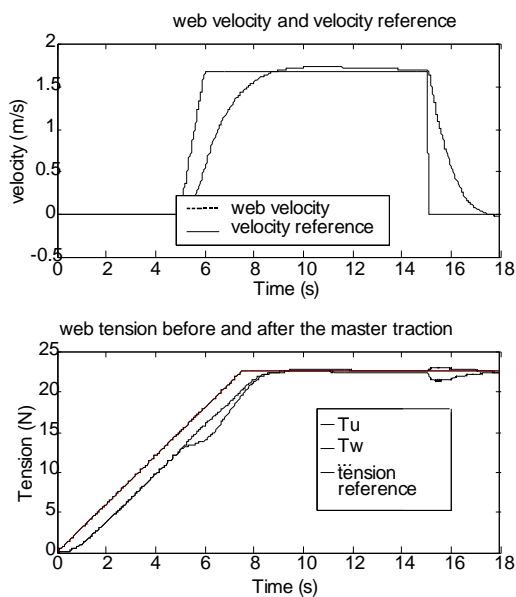 web velocity and velocity reference
velocity (m/s)
2
1.5
1
0.5
0
-0.5
web velocity
velocity reference
0 2 4 6 8 10 12 14 16 18
Time (s)
web tension before and after the master traction
Tension (N)
25
20
15
10
5
0
Tu
Tw
tension
reference
0 2 4 6 8 10 12 14 16 18
Time (s)